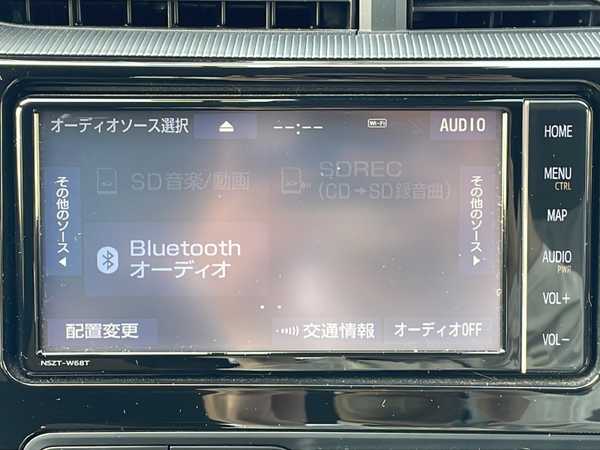 オーディオソース選択
--:--
Wi-Fi
AUDIO
SD音楽/動画
SDREC
(CD→SD録音曲)
その他のソース
その他のソース
Bluetooth
オーディオ
配置変更
交通情報
オーディオOFF
NSZT-W68T
HOME
MENU
CTRL
MAP
AUDIO
PWR
VOL+
VOL-